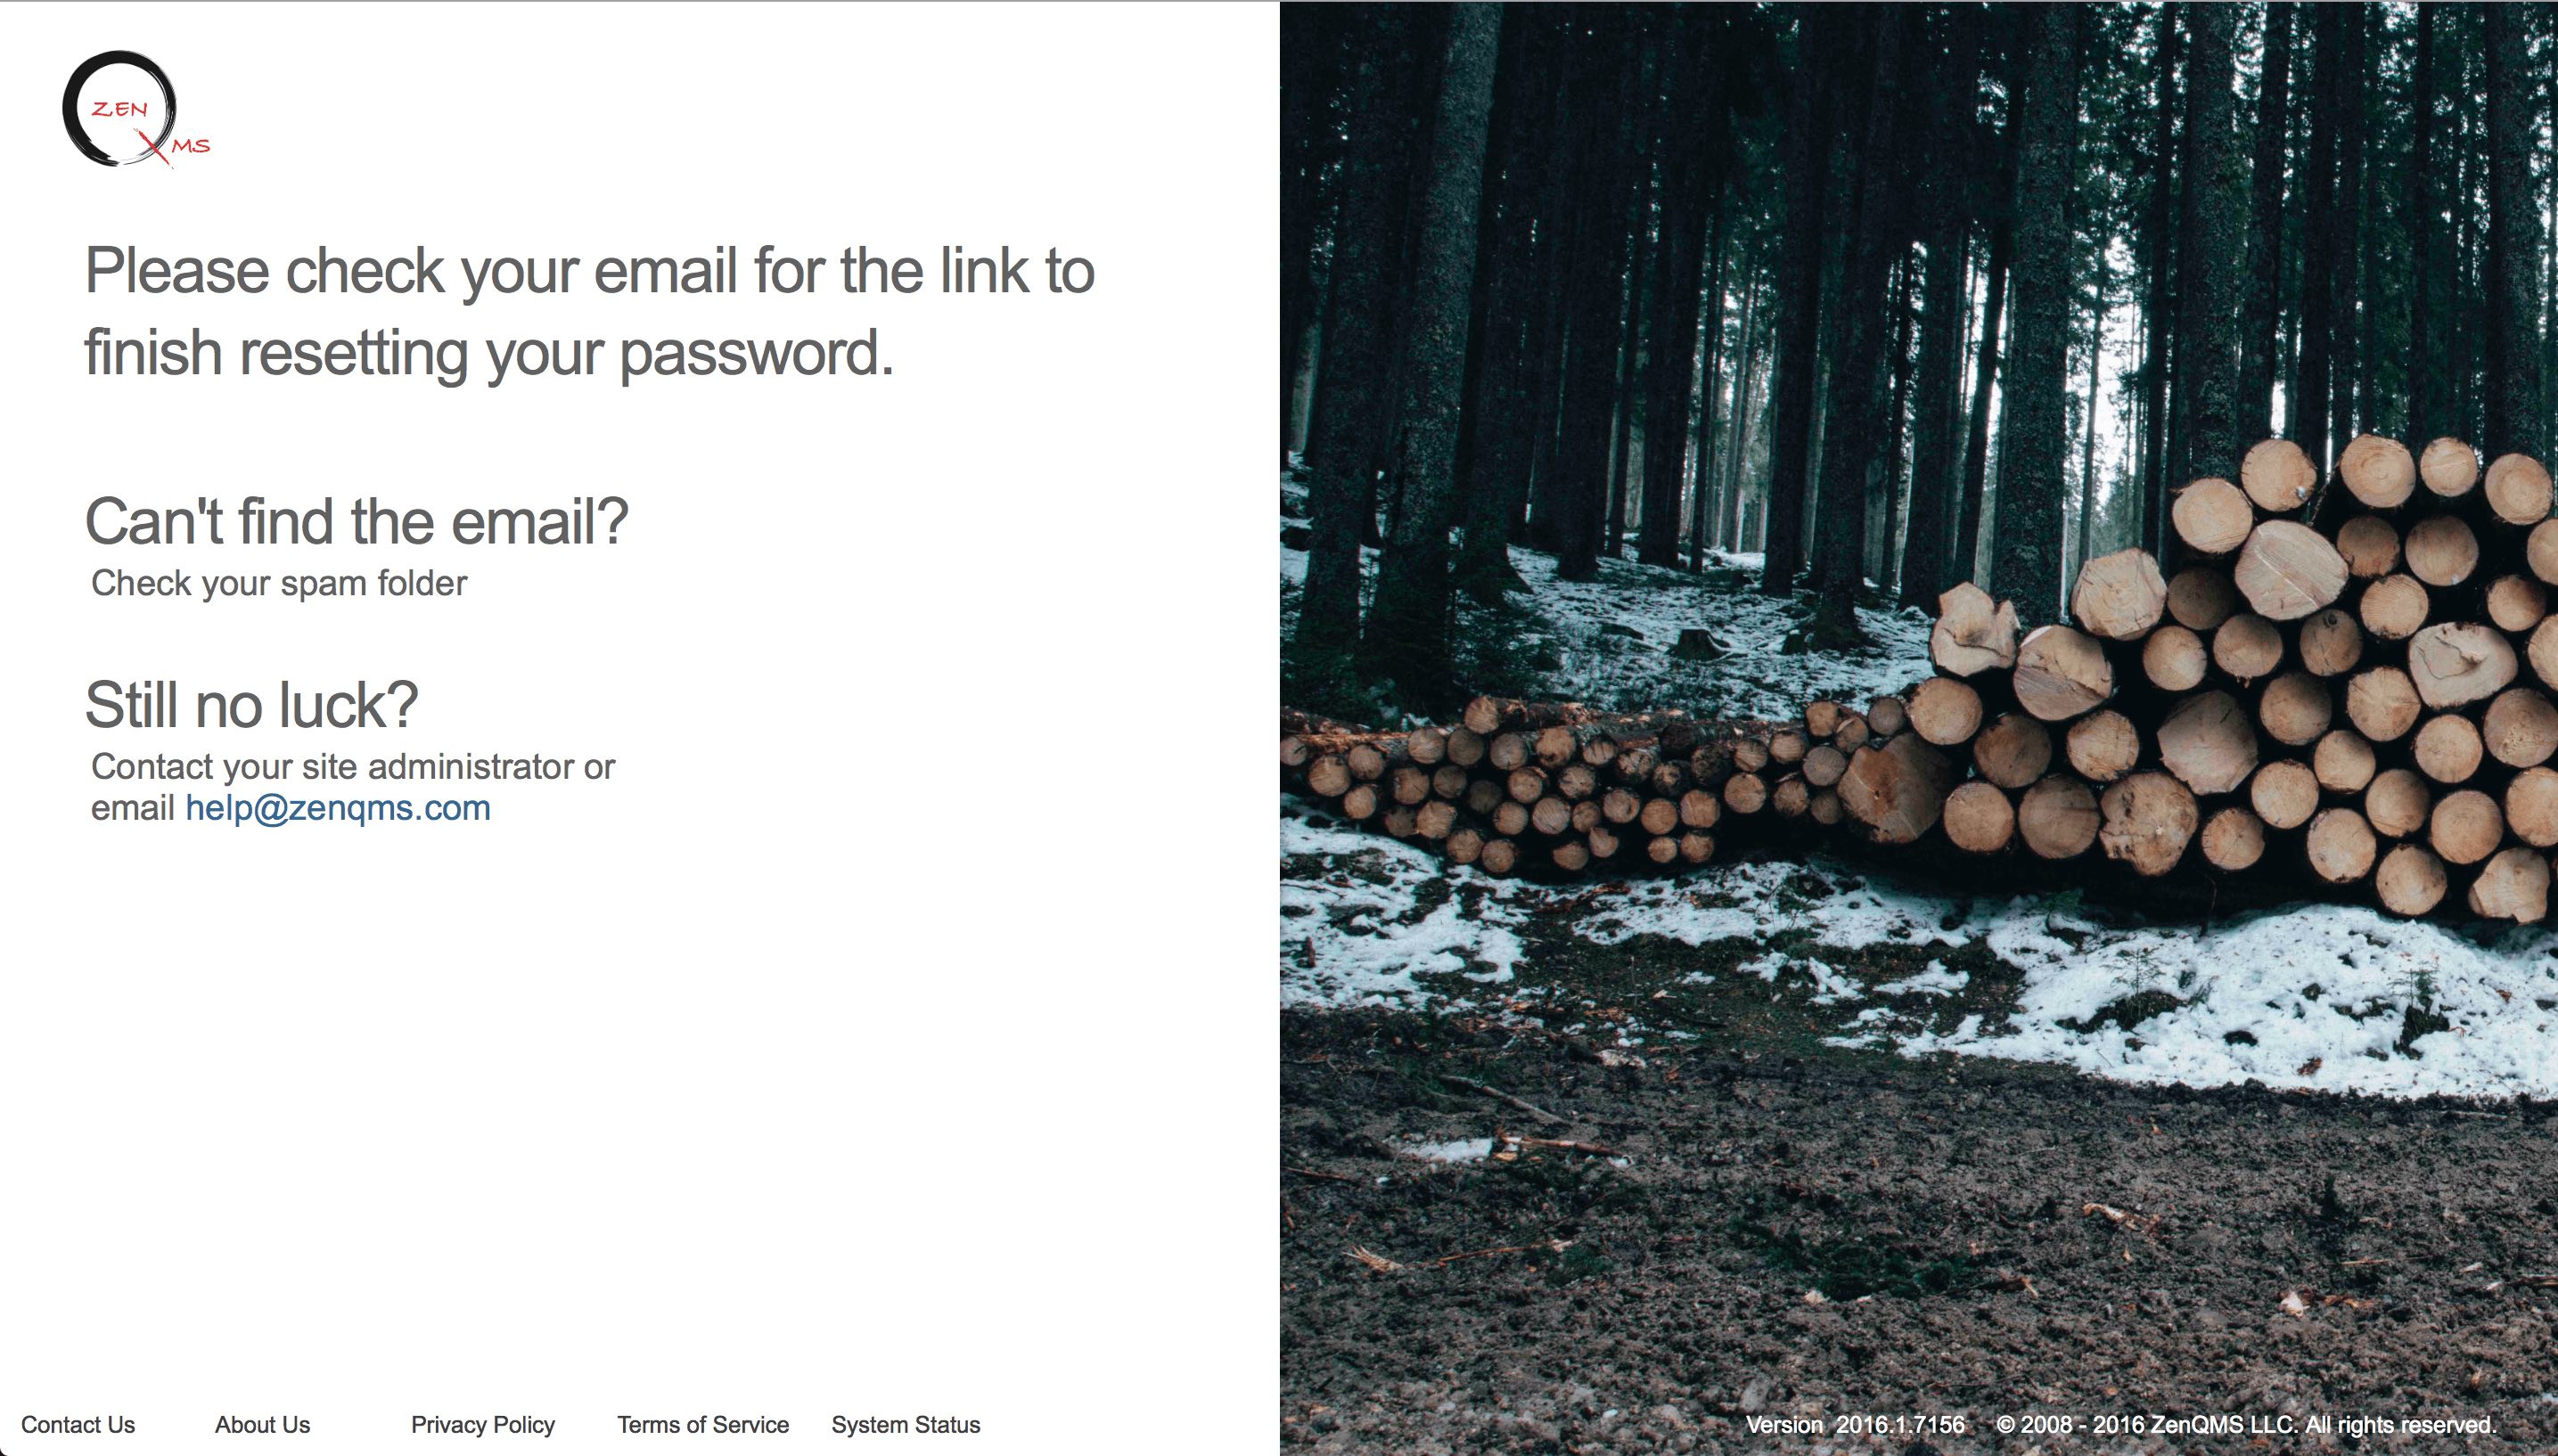 ZEN
MS
Please check your email for the link to
finish resetting your password.
Can't find the email?
Check your spam folder
Still no luck?
Contact your site administrator or
email help@zenqms.com
Contact Us About Us Privacy Policy Terms of Service System Status Version 2016.1.7156 © 2008 - 2016 ZenQMS LLC. All rights reserved.